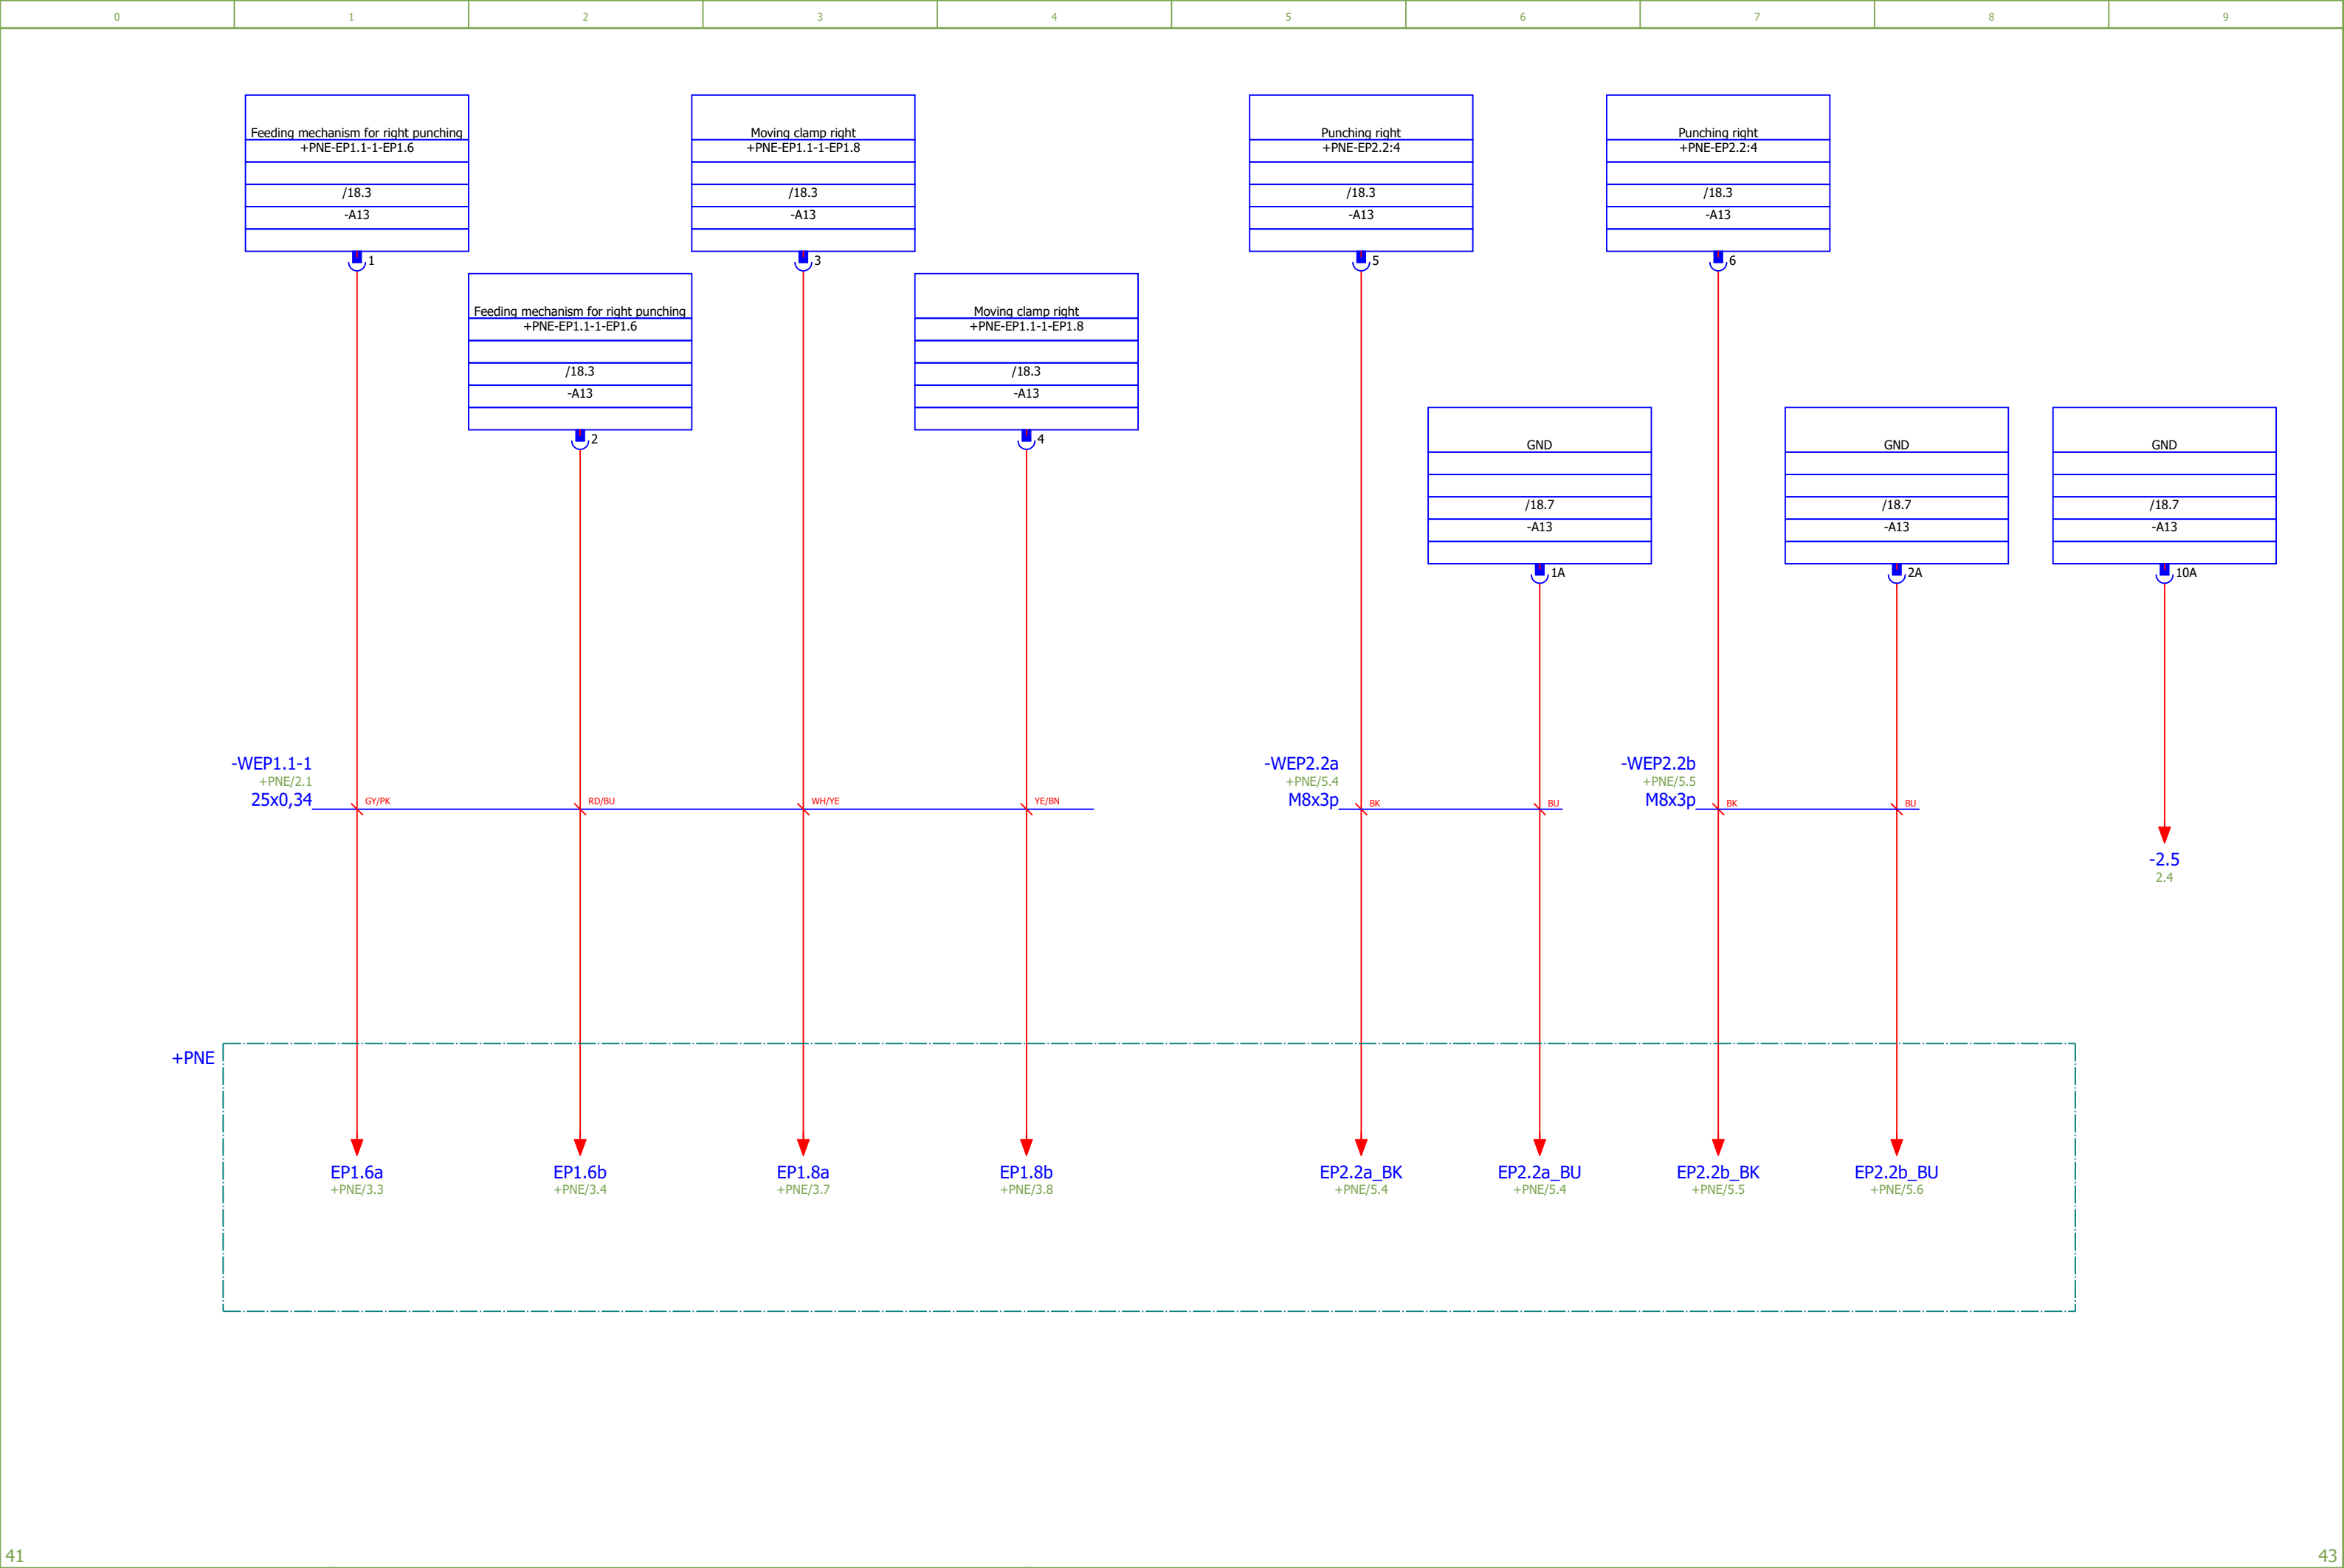 0 1 2 3 4 5 6 7 8 9
Feeding mechanism for right punching
+PNE-EP1.1-1-EP1.6
/18.3
-A13
1
Feeding mechanism for right punching
+PNE-EP1.1-1-EP1.6
/18.3
-A13
2
Moving clamp right
+PNE-EP1.1-1-EP1.8
/18.3
-A13
3
Moving clamp right
+PNE-EP1.1-1-EP1.8
/18.3
-A13
4
Punching right
+PNE-EP2.2:4
/18.3
-A13
5
GND
/18.7
-A13
1A
Punching right
+PNE-EP2.2:4
/18.3
-A13
6
GND
/18.7
-A13
2A
GND
/18.7
-A13
10A
-WEP1.1-1
+PNE/2.1
25x0,34
GY/PK
RD/BU
WH/YE
YE/BN
-WEP2.2a
+PNE/5.4
M8x3p
BK
BU
-WEP2.2b
+PNE/5.5
M8x3p
BK
BU
-2.5
2.4
+PNE
EP1.6a
+PNE/3.3
EP1.6b
+PNE/3.4
EP1.8a
+PNE/3.7
EP1.8b
+PNE/3.8
EP2.2a_BK
+PNE/5.4
EP2.2a_BU
+PNE/5.4
EP2.2b_BK
+PNE/5.5
EP2.2b_BU
+PNE/5.6
41
43